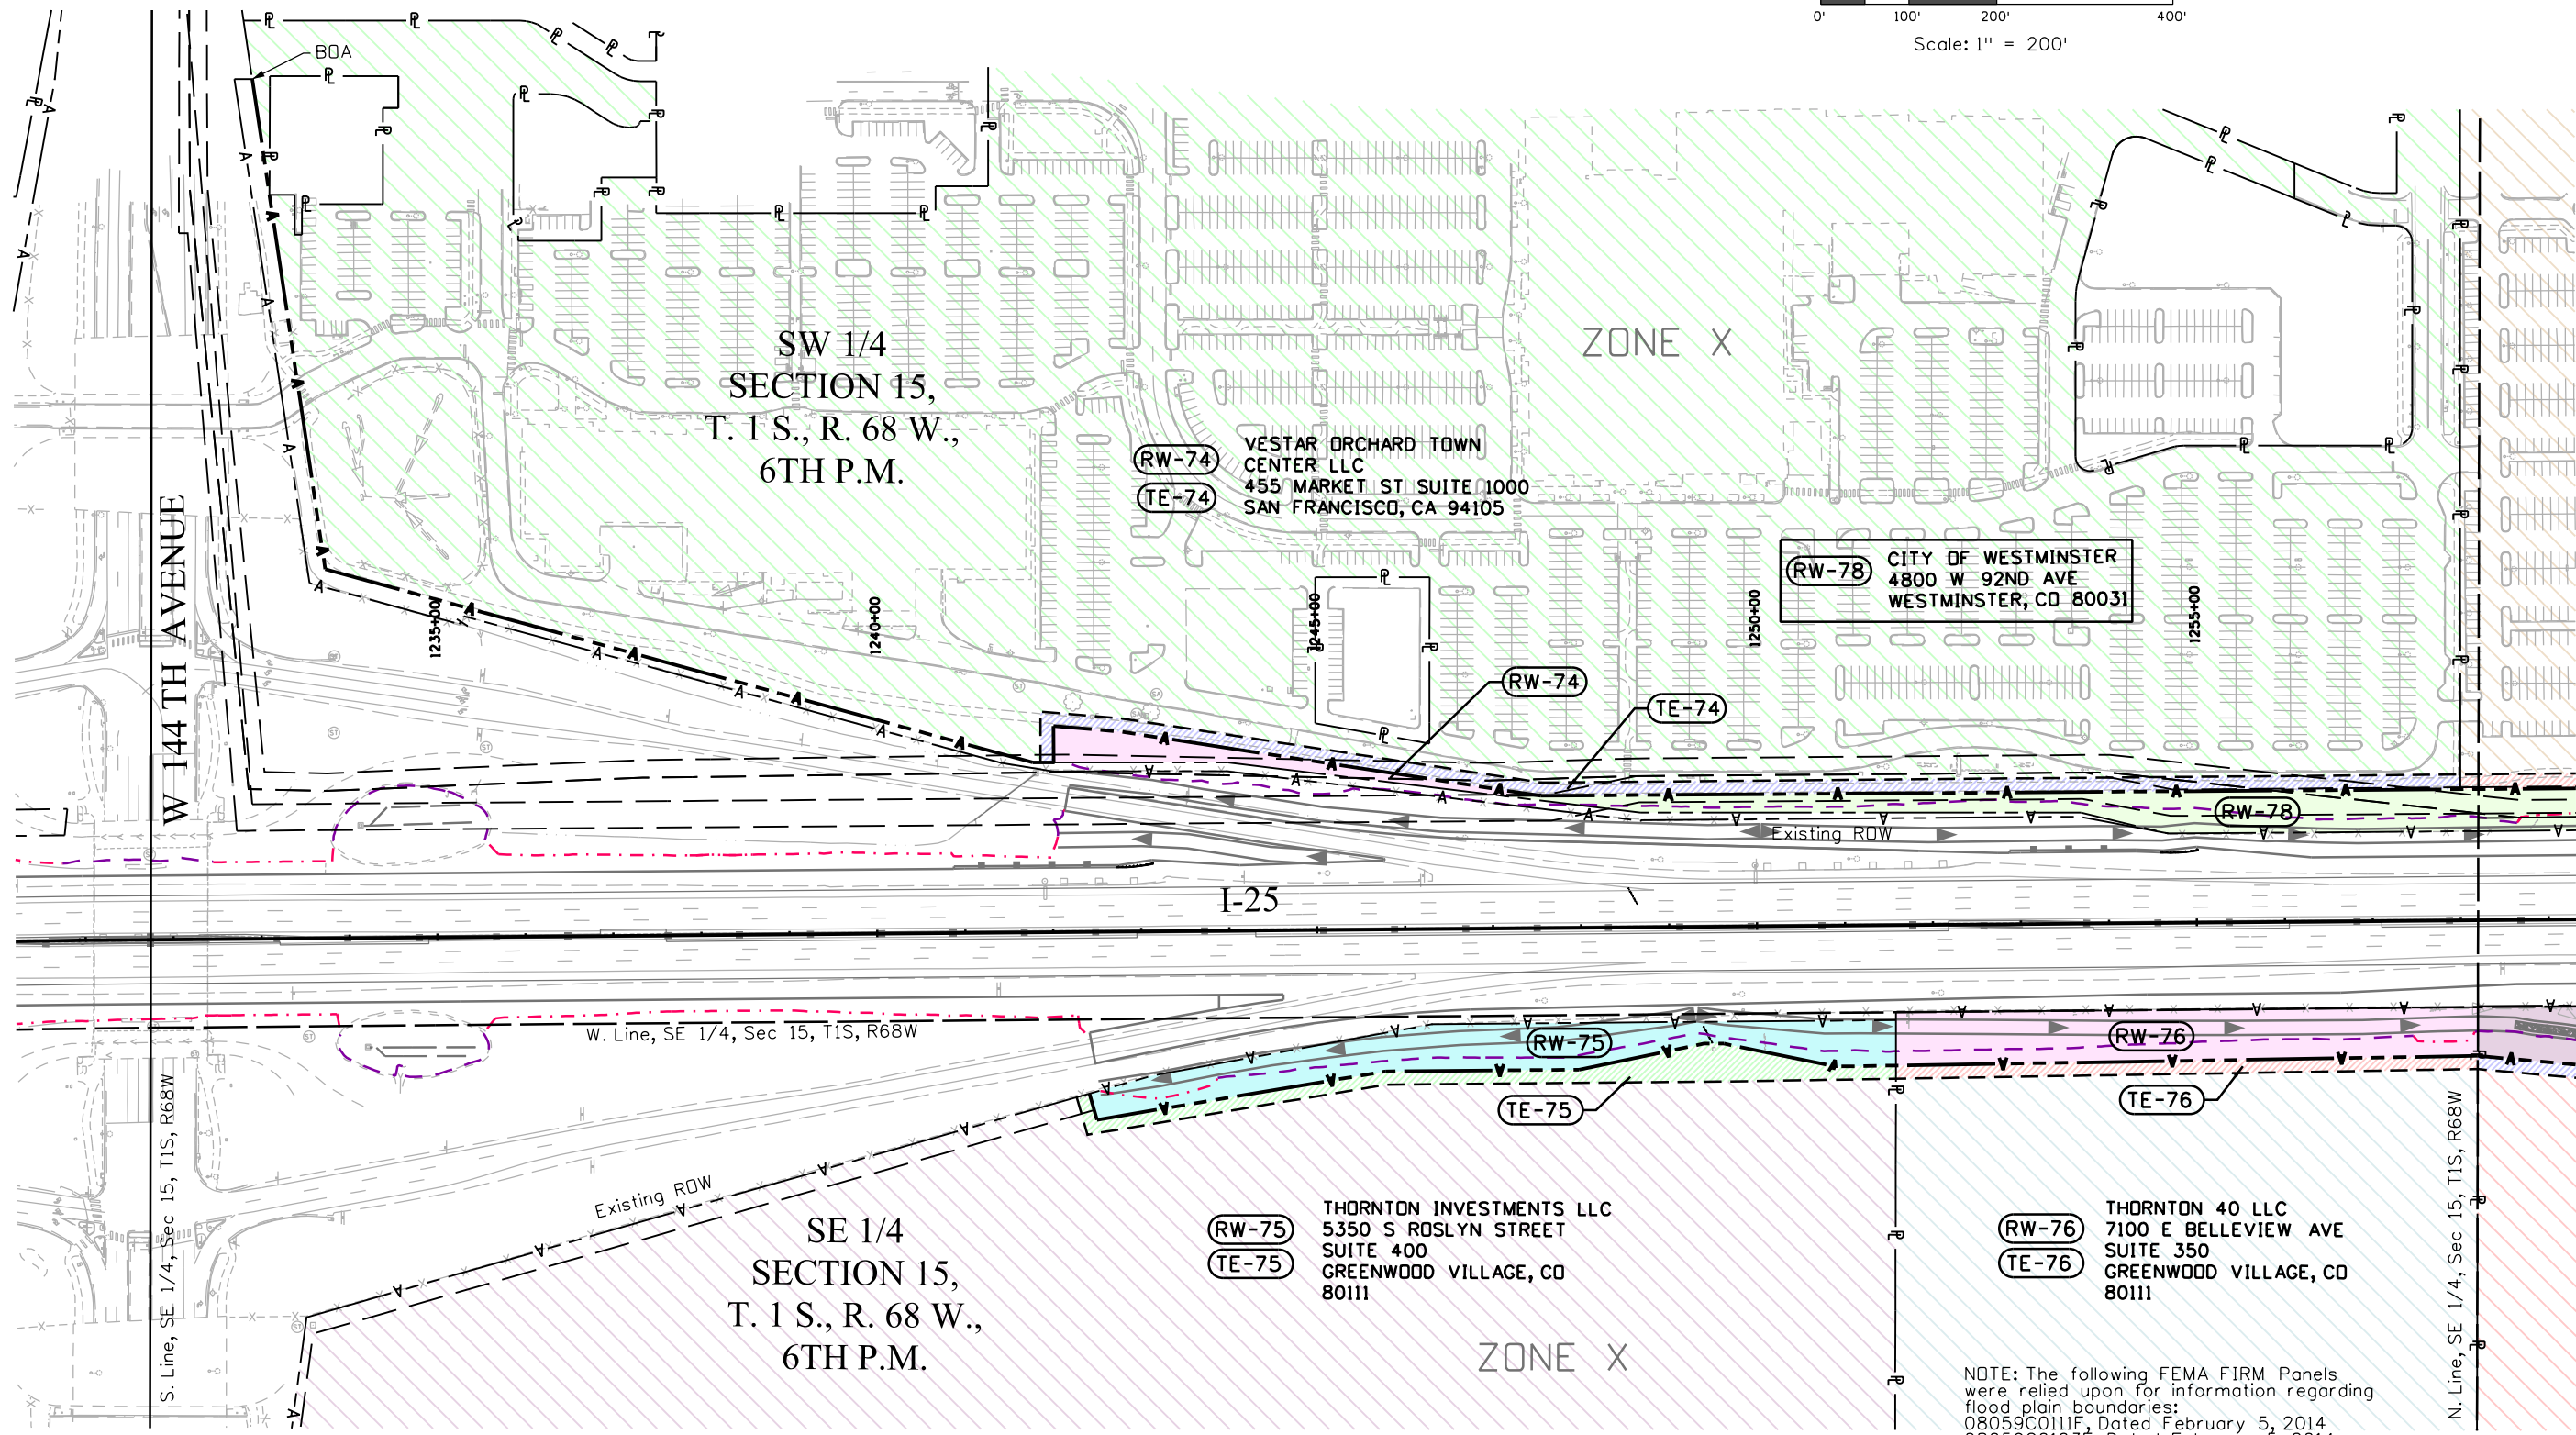 0' 100' 200' 400'
Scale: 1" = 200'
BOA
SW 1/4
SECTION 15,
T. 1 S., R. 68 W.,
6TH P.M.
ZONE X
RW-74
TE-74
VESTAR ORCHARD TOWN
CENTER LLC
455 MARKET ST SUITE 1000
SAN FRANCISCO, CA 94105
RW-78
CITY OF WESTMINSTER
4800 W 92ND AVE
WESTMINSTER, CO 80031
W 144 TH AVENUE
1235+00
1240+00
1245+00
1250+00
1255+00
RW-74
TE-74
RW-78
Existing ROW
I-25
W. Line, SE 1/4, Sec 15, T1S, R68W
RW-75
RW-76
TE-75
TE-76
S. Line, SE 1/4, Sec 15, T1S, R68W
N. Line, SE 1/4, Sec 15, T1S, R68W
Existing ROW
SE 1/4
SECTION 15,
T. 1 S., R. 68 W.,
6TH P.M.
RW-75
TE-75
THORNTON INVESTMENTS LLC
5350 S ROSLYN STREET
SUITE 400
GREENWOOD VILLAGE, CO
80111
RW-76
TE-76
THORNTON 40 LLC
7100 E BELLEVIEW AVE
SUITE 350
GREENWOOD VILLAGE, CO
80111
ZONE X
NOTE: The following FEMA FIRM Panels
were relied upon for information regarding
flood plain boundaries:
08059C0111F, Dated February 5, 2014